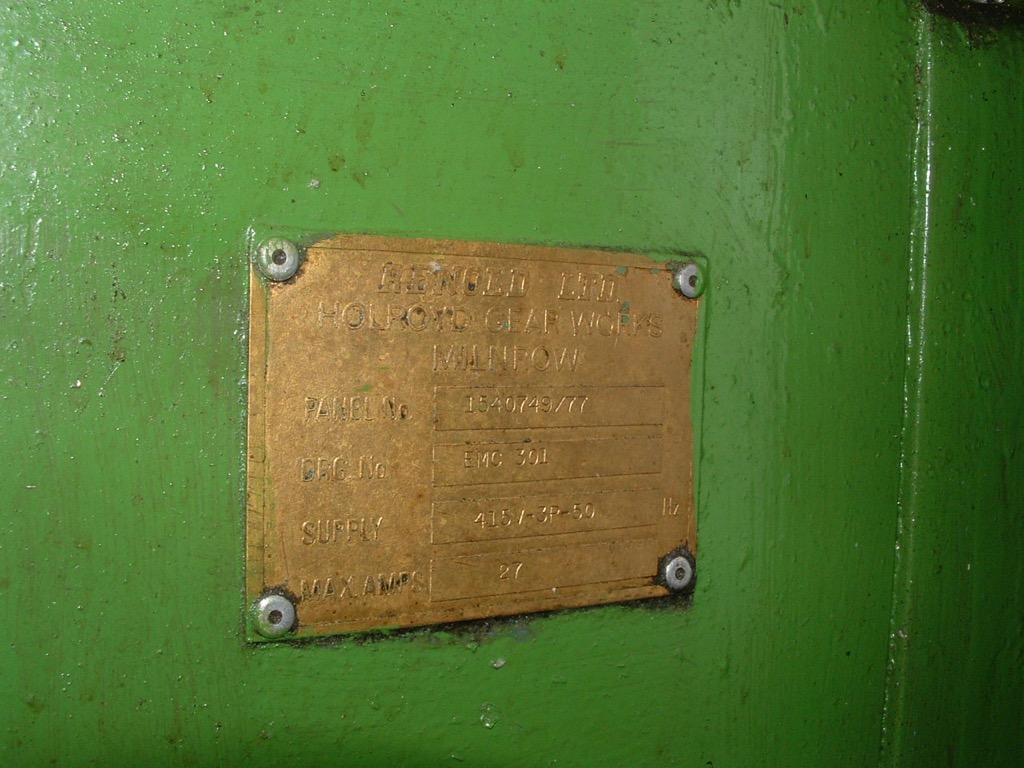 RENOLD LTD
HOLROYD GEAR WORKS
MILNROW
PANEL No 1540749/77
DRG.No EMC 301
SUPPLY 415V-3P-50 Hz
MAX.AMPS 27